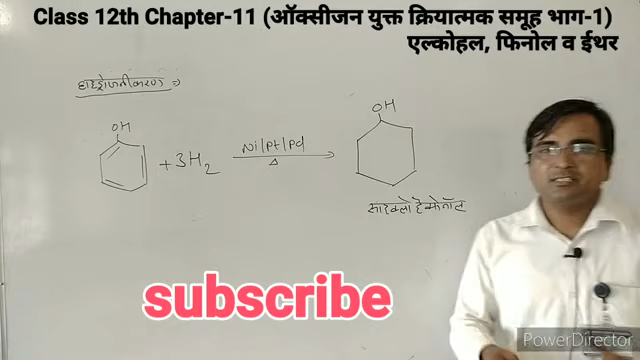 Class 12th Chapter-11 (ऑक्सीजन युक्त क्रियात्मक समूह भाग-1)
एल्कोहल, फिनोल व ईथर
हाइड्रोजनीकरण ⇒
OH
OH
+ 3H₂
Ni/Pt/Pd
Δ
साइक्लो हैक्सेनॉल
subscribe
PowerDirector